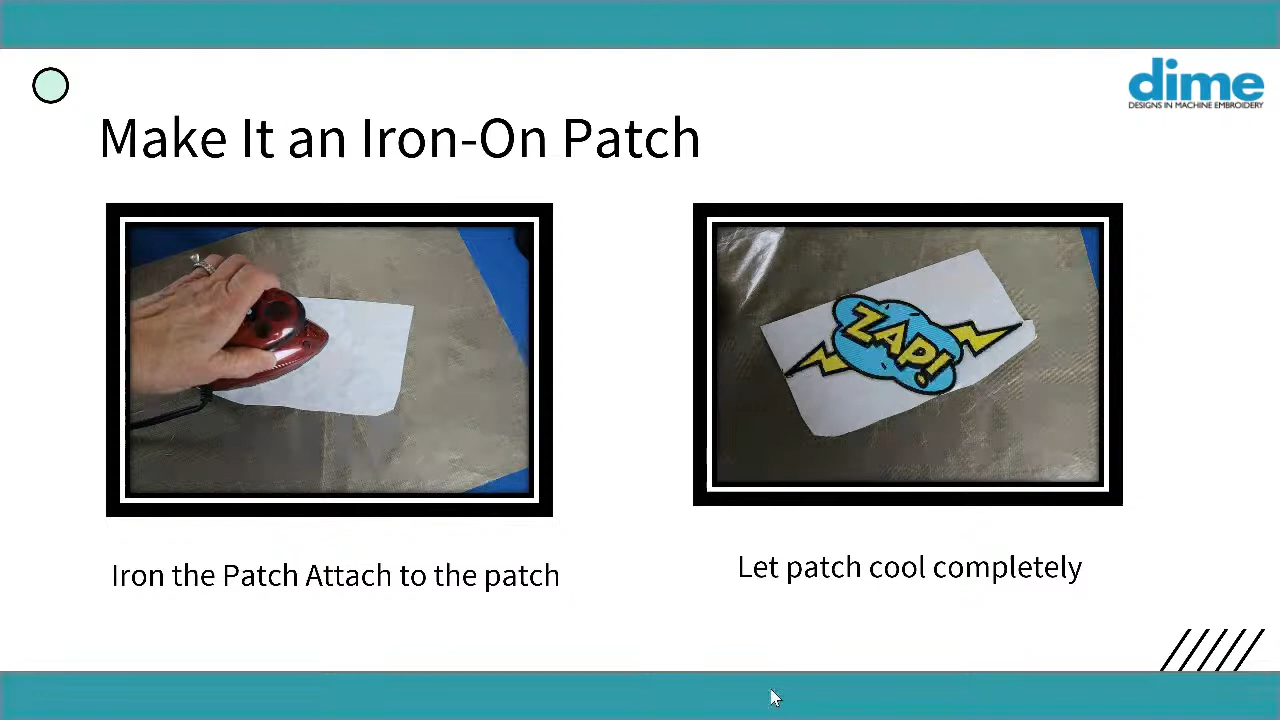 dime
DESIGNS IN MACHINE EMBROIDERY
Make It an Iron-On Patch
ZAP!
Iron the Patch Attach to the patch
Let patch cool completely